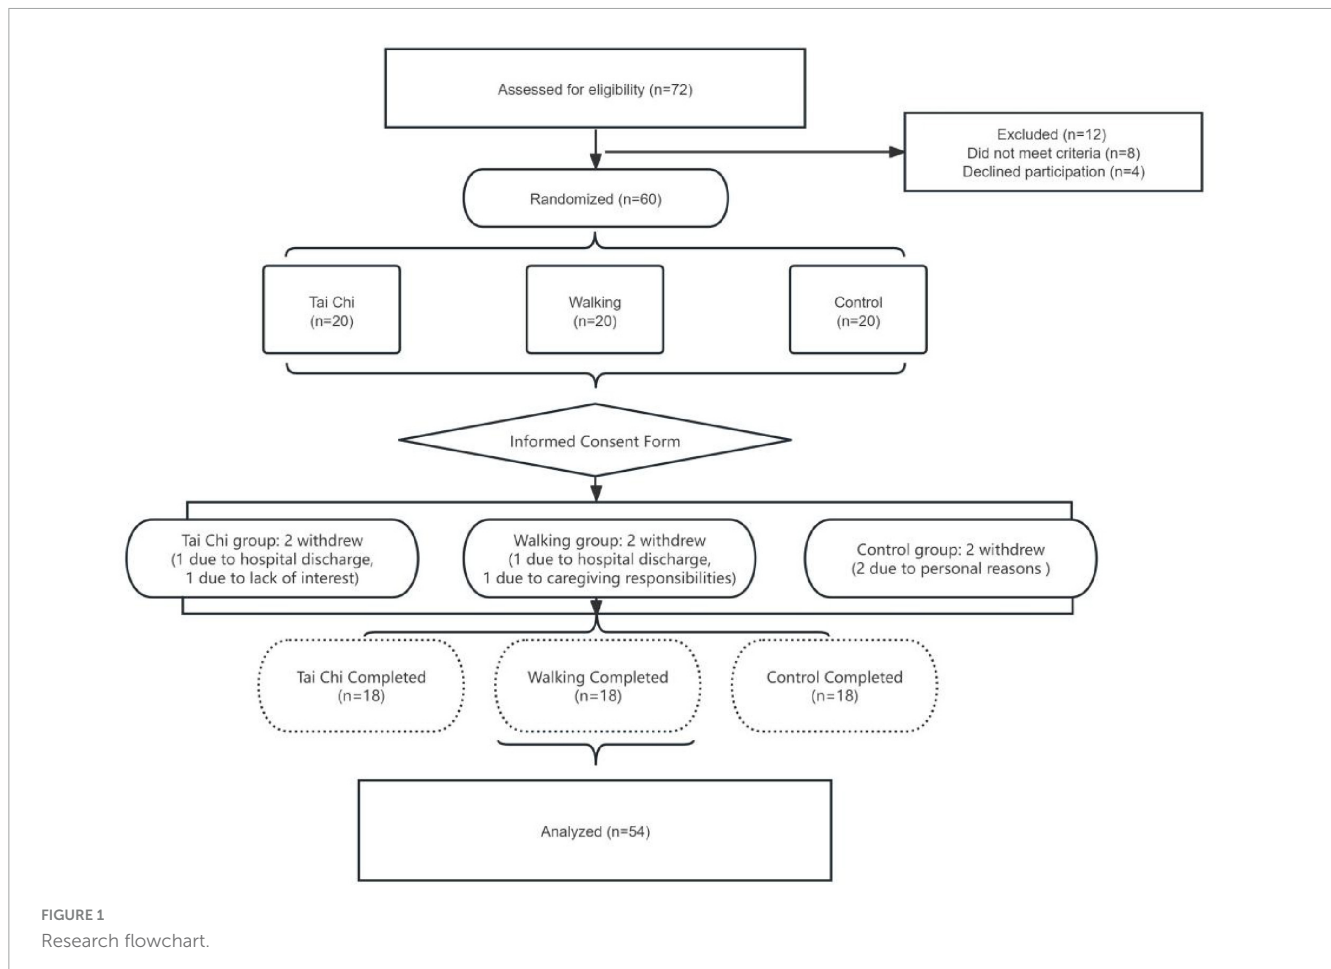 Assessed for eligibility (n=72)
Excluded (n=12)
Did not meet criteria (n=8)
Declined participation (n=4)
Randomized (n=60)
Tai Chi
(n=20)
Walking
(n=20)
Control
(n=20)
Informed Consent Form
Tai Chi group: 2 withdrew
(1 due to hospital discharge,
1 due to lack of interest)
Walking group: 2 withdrew
(1 due to hospital discharge,
1 due to caregiving responsibilities)
Control group: 2 withdrew
(2 due to personal reasons )
Tai Chi Completed
(n=18)
Walking Completed
(n=18)
Control Completed
(n=18)
Analyzed (n=54)
FIGURE 1
Research flowchart.